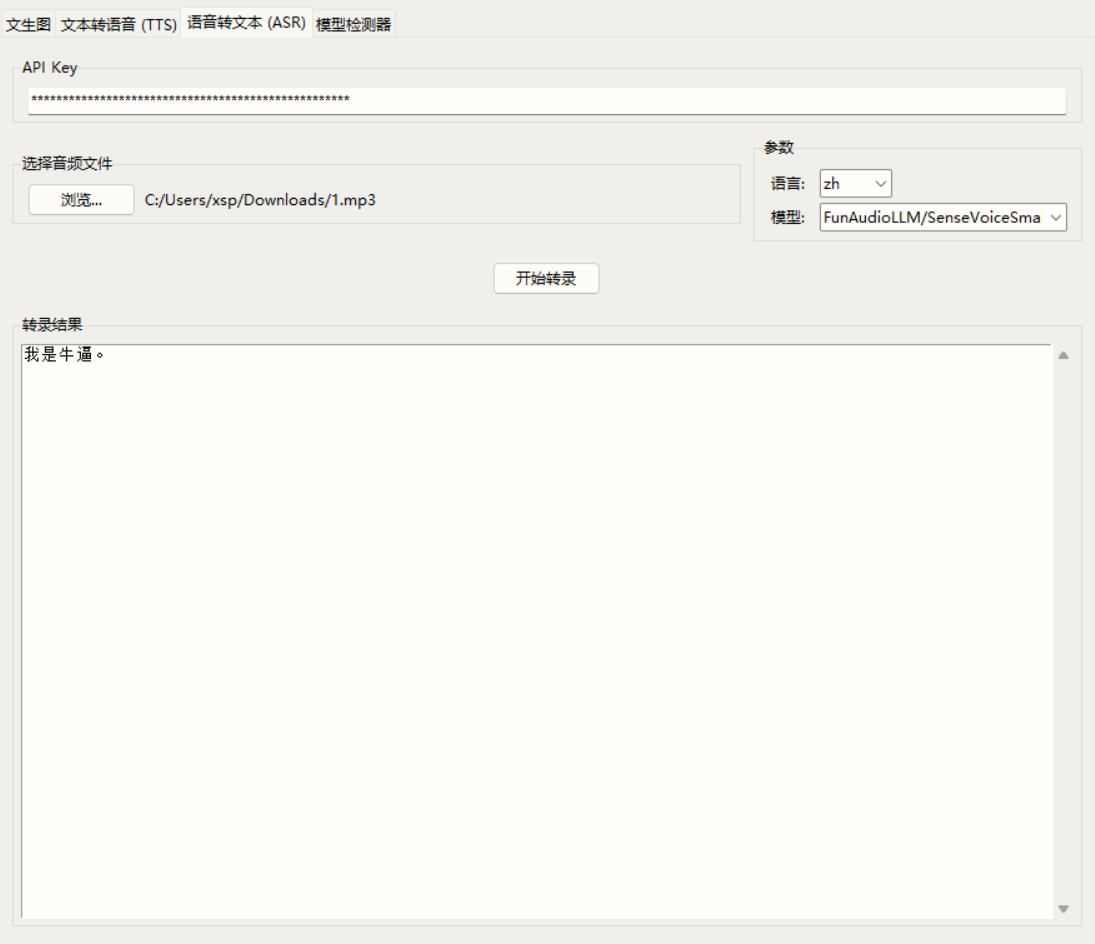 文生图 文本转语音 (TTS) 语音转文本 (ASR) 模型检测器
API Key
***************************************************
选择音频文件
浏览... C:/Users/xsp/Downloads/1.mp3
参数
语言: zh
模型: FunAudioLLM/SenseVoiceSma
开始转录
转录结果
我是牛逼。